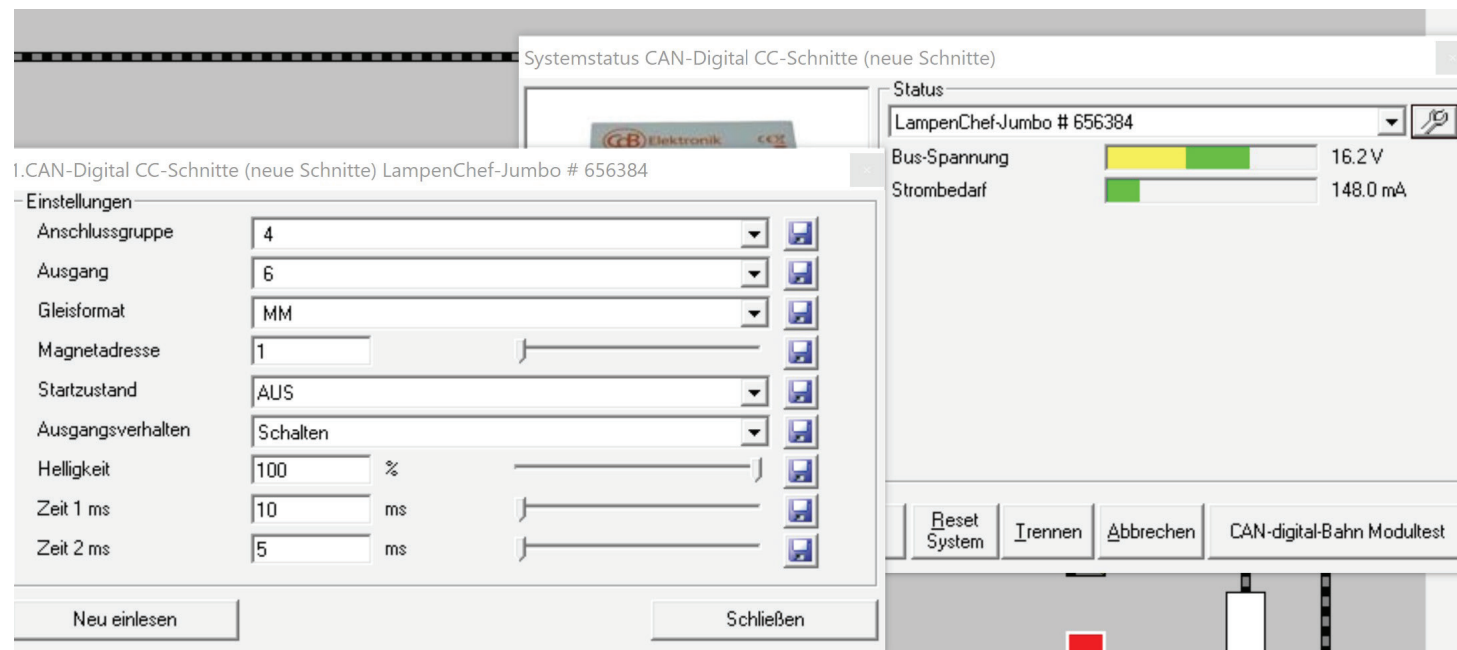 Systemstatus CAN-Digital CC-Schnitte (neue Schnitte)
CdB Elektronik
Status
LampenChef-Jumbo # 656384
Bus-Spannung 16.2 V
Strombedarf 148.0 mA
1.CAN-Digital CC-Schnitte (neue Schnitte) LampenChef-Jumbo # 656384
Einstellungen
Anschlussgruppe 4
Ausgang 6
Gleisformat MM
Magnetadresse 1
Startzustand AUS
Ausgangsverhalten Schalten
Helligkeit 100 %
Zeit 1 ms 10 ms
Zeit 2 ms 5 ms
Neu einlesen
Schließen
Reset
System
Trennen
Abbrechen
CAN-digital-Bahn Modultest